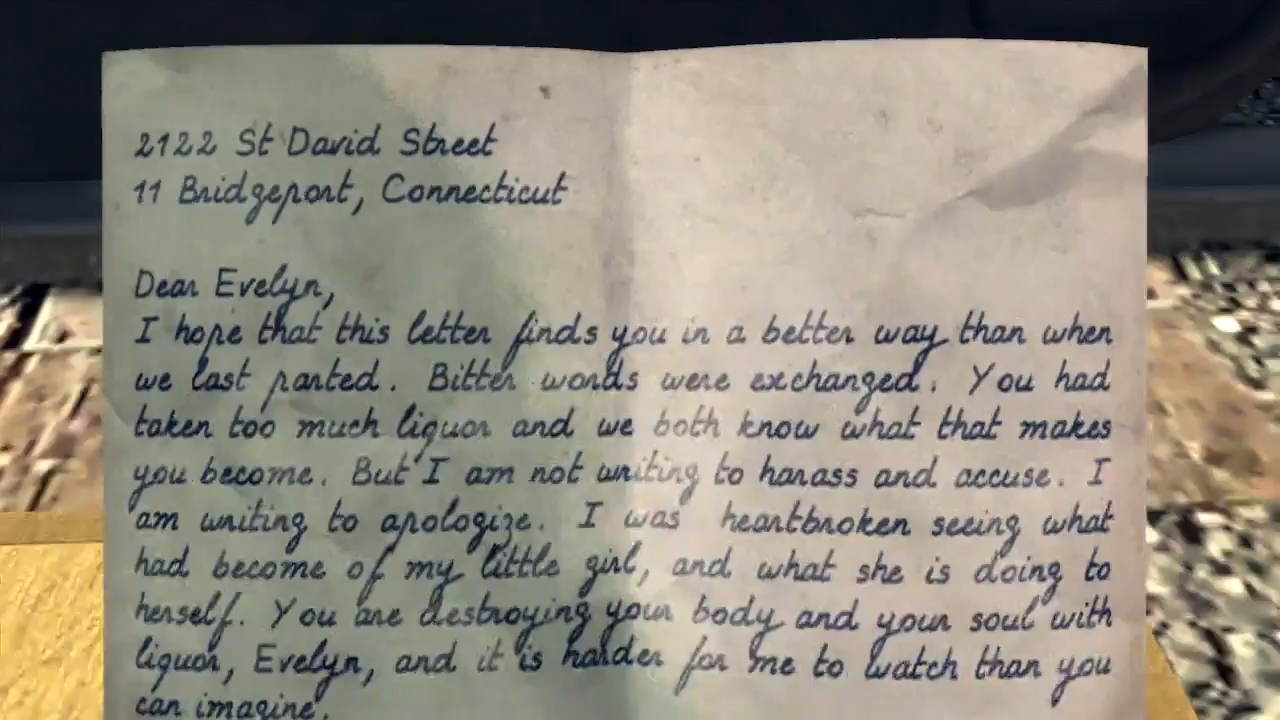 2122 St David Street
11 Bridgeport, Connecticut
Dear Evelyn,
I hope that this letter finds you in a better way than when
we last parted. Bitter words were exchanged. You had
taken too much liquor and we both know what that makes
you become. But I am not writing to harass and accuse. I
am writing to apologize. I was heartbroken seeing what
had become of my little girl, and what she is doing to
herself. You are destroying your body and your soul with
liquor, Evelyn, and it is harder for me to watch than you
can imagine.